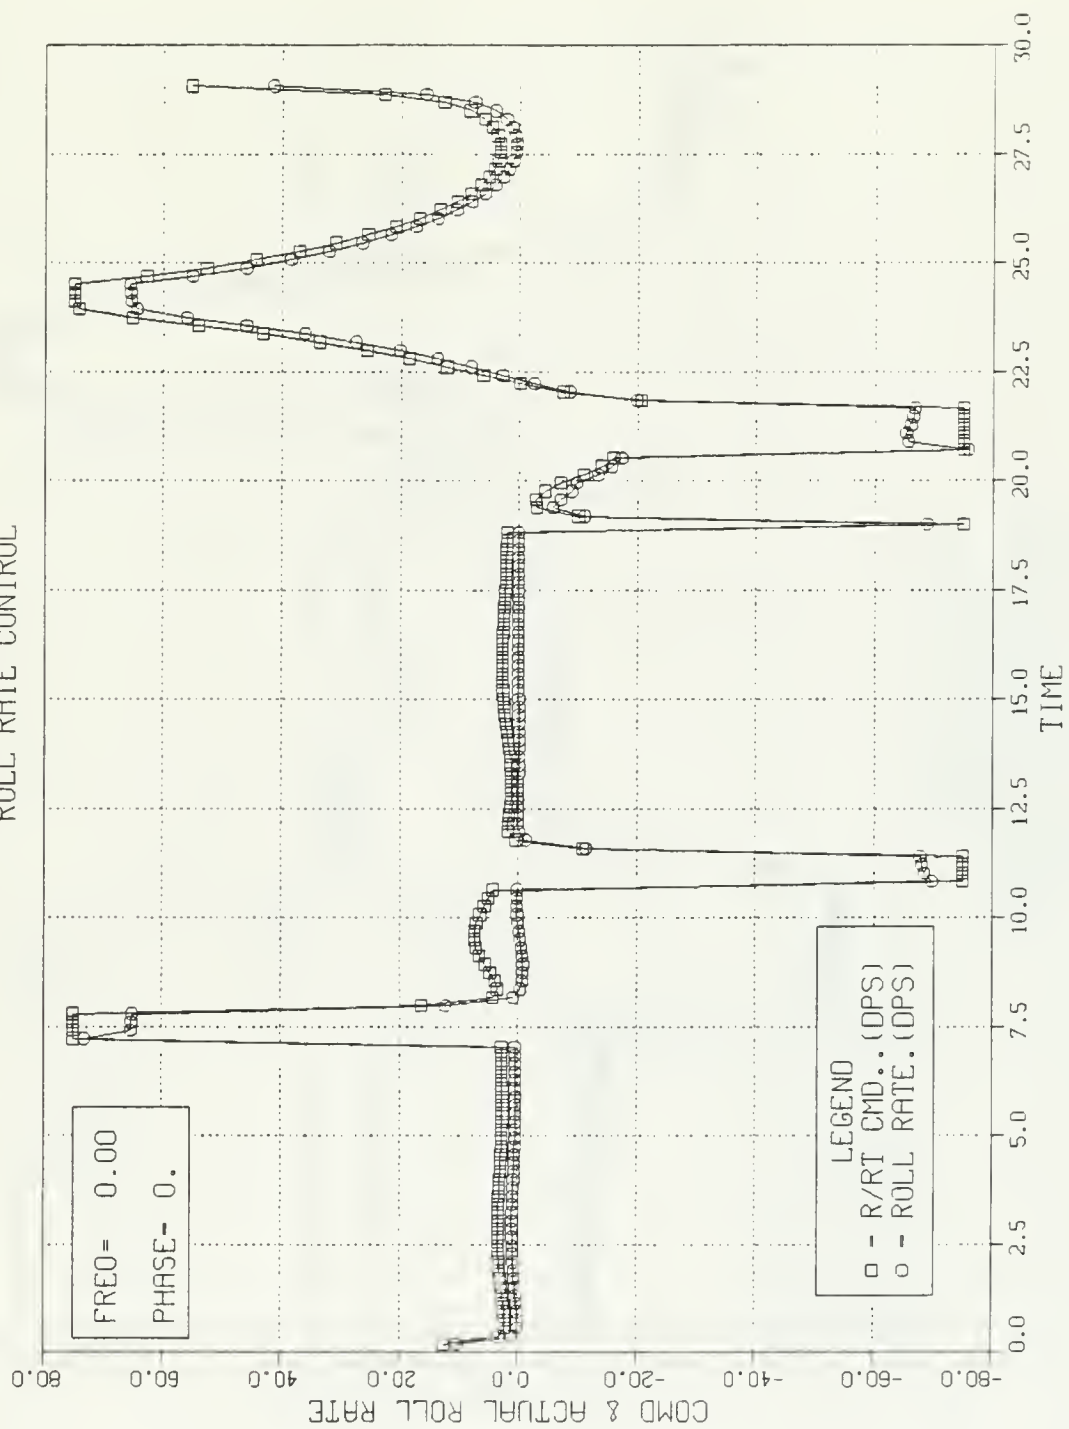 ROLL RATE CONTROL
FREQ= 0.00
PHASE= 0.
COMD & ACTUAL ROLL RATE
80.0
60.0
40.0
20.0
0.0
-20.0
-40.0
-60.0
-80.0
LEGEND
□ - R/RT CMD..(DPS)
○ - ROLL RATE.(DPS)
0.0 2.5 5.0 7.5 10.0 12.5 15.0 17.5 20.0 22.5 25.0 27.5 30.0
TIME